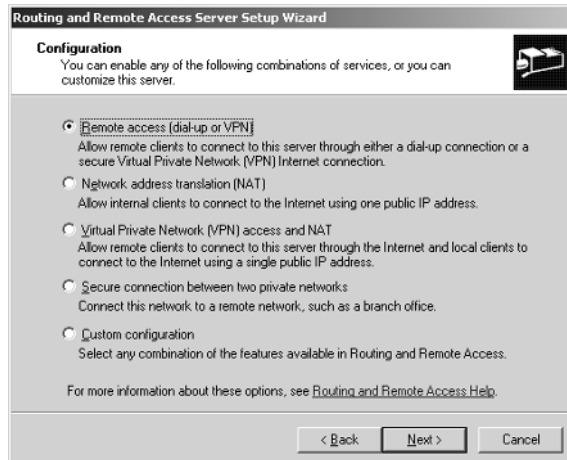 Routing and Remote Access Server Setup Wizard
Configuration
You can enable any of the following combinations of services, or you can
customize this server.
Remote access (dial-up or VPN)
Allow remote clients to connect to this server through either a dial-up connection or a
secure Virtual Private Network (VPN) Internet connection.
Network address translation (NAT)
Allow internal clients to connect to the Internet using one public IP address.
Virtual Private Network (VPN) access and NAT
Allow remote clients to connect to this server through the Internet and local clients to
connect to the Internet using a single public IP address.
Secure connection between two private networks
Connect this network to a remote network, such as a branch office.
Custom configuration
Select any combination of the features available in Routing and Remote Access.
For more information about these options, see Routing and Remote Access Help.
< Back Next > Cancel